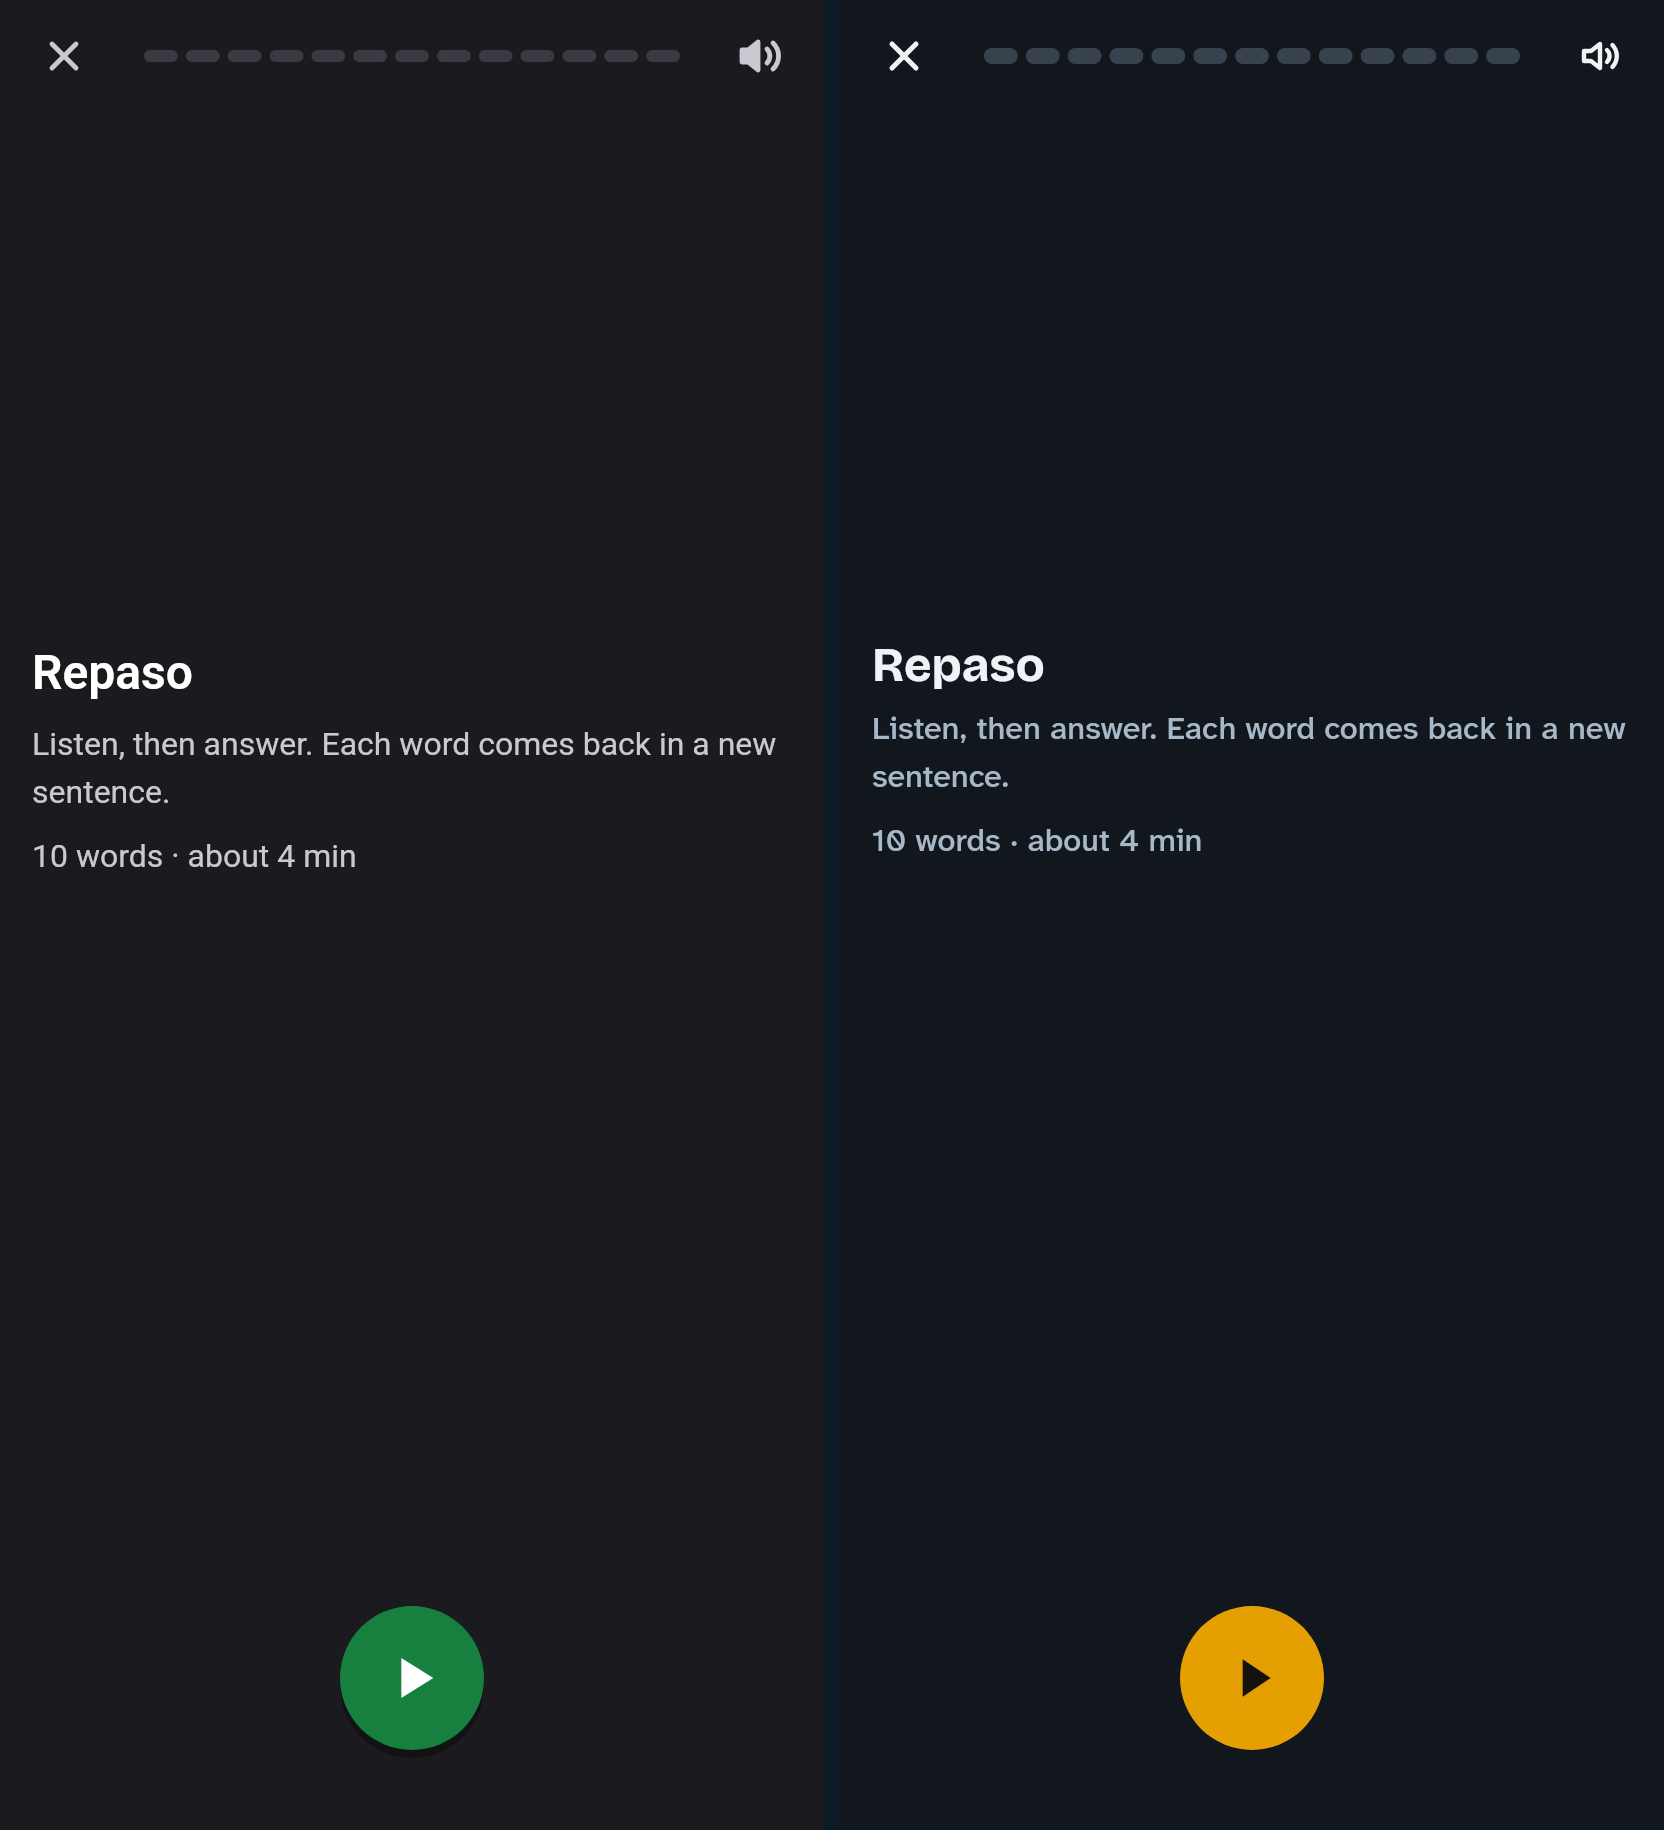 Repaso
Listen, then answer. Each word comes back in a new
sentence.
10 words · about 4 min
Repaso
Listen, then answer. Each word comes back in a new
sentence.
10 words · about 4 min